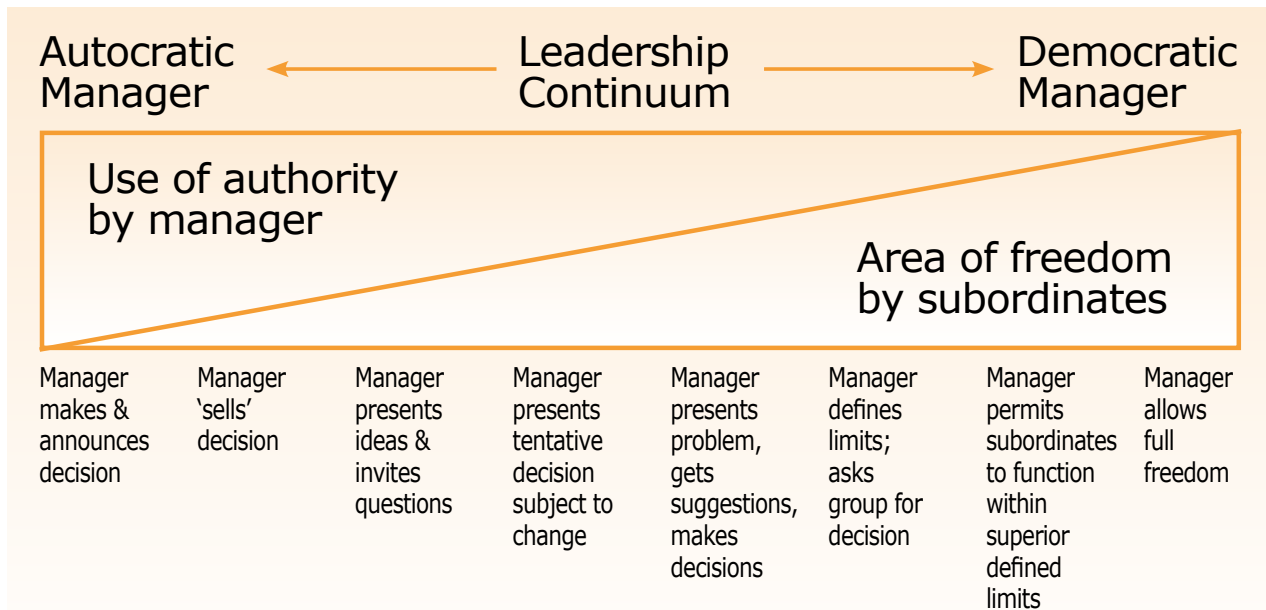 Autocratic
Manager
Leadership
Continuum
Democratic
Manager
Use of authority
by manager
Area of freedom
by subordinates
Manager
makes &
announces
decision
Manager
‘sells’
decision
Manager
presents
ideas &
invites
questions
Manager
presents
tentative
decision
subject to
change
Manager
presents
problem,
gets
suggestions,
makes
decisions
Manager
defines
limits;
asks
group for
decision
Manager
permits
subordinates
to function
within
superior
defined
limits
Manager
allows
full
freedom